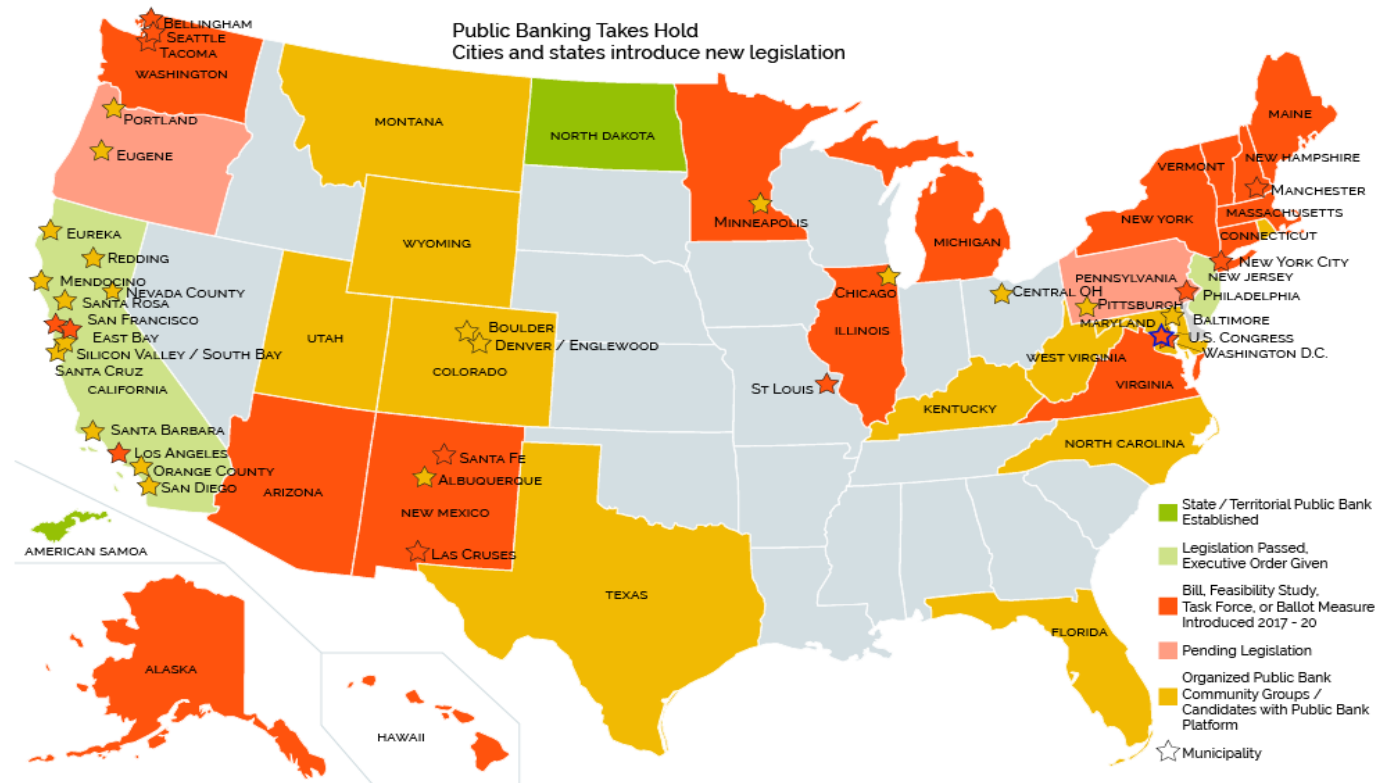 Public Banking Takes Hold
Cities and states introduce new legislation
BELLINGHAM
SEATTLE
TACOMA
WASHINGTON
PORTLAND
EUGENE
MONTANA
NORTH DAKOTA
MINNEAPOLIS
WYOMING
MICHIGAN
MAINE
VERMONT
NEW HAMPSHIRE
MANCHESTER
NEW YORK
MASSACHUSETTS
CONNECTICUT
NEW YORK CITY
NEW JERSEY
PENNSYLVANIA
PHILADELPHIA
PITTSBURGH
MARYLAND
BALTIMORE
U.S. CONGRESS
WASHINGTON D.C.
CENTRAL OH
CHICAGO
ILLINOIS
ST LOUIS
WEST VIRGINIA
VIRGINIA
KENTUCKY
NORTH CAROLINA
EUREKA
REDDING
MENDOCINO
NEVADA COUNTY
SANTA ROSA
SAN FRANCISCO
EAST BAY
SILICON VALLEY / SOUTH BAY
SANTA CRUZ
CALIFORNIA
SANTA BARBARA
LOS ANGELES
ORANGE COUNTY
SAN DIEGO
UTAH
BOULDER
DENVER / ENGLEWOOD
COLORADO
ARIZONA
SANTA FE
ALBUQUERQUE
NEW MEXICO
LAS CRUSES
TEXAS
FLORIDA
AMERICAN SAMOA
ALASKA
HAWAII
State / Territorial Public Bank
Established
Legislation Passed,
Executive Order Given
Bill, Feasibility Study,
Task Force, or Ballot Measure
Introduced 2017 - 20
Pending Legislation
Organized Public Bank
Community Groups /
Candidates with Public Bank
Platform
Municipality